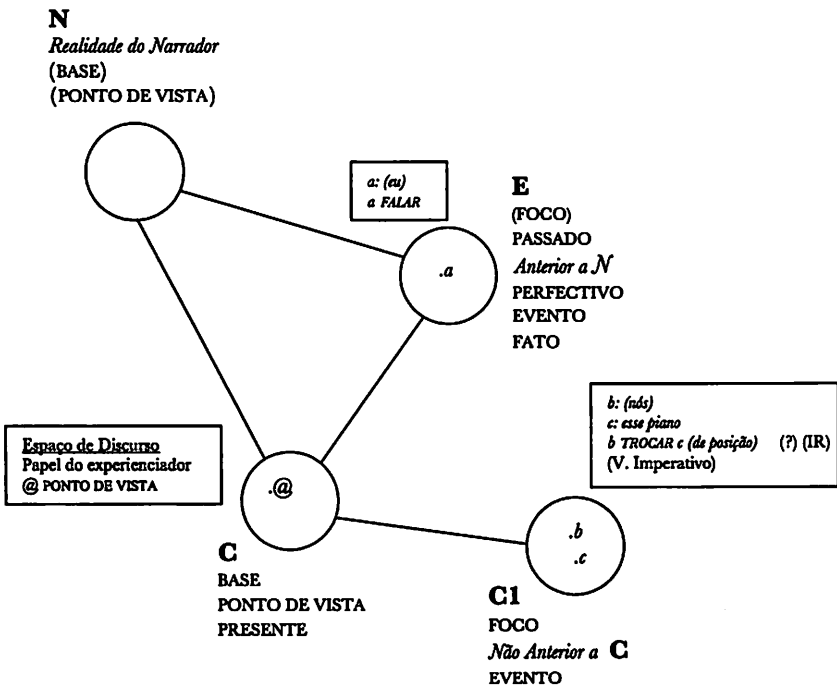 N
Realidade do Narrador
(BASE)
(PONTO DE VISTA)
a: (eu)
a FALAR
E
(FOCO)
PASSADO
Anterior a N
PERFECTIVO
EVENTO
FATO
.a
b: (nós)
c: esse piano
b TROCAR c (de posição) (?) (IR)
(V. Imperativo)
Espaço de Discurso
Papel do experienciador
@ PONTO DE VISTA
.@
C
BASE
PONTO DE VISTA
PRESENTE
.b
.c
C1
FOCO
Não Anterior a C
EVENTO